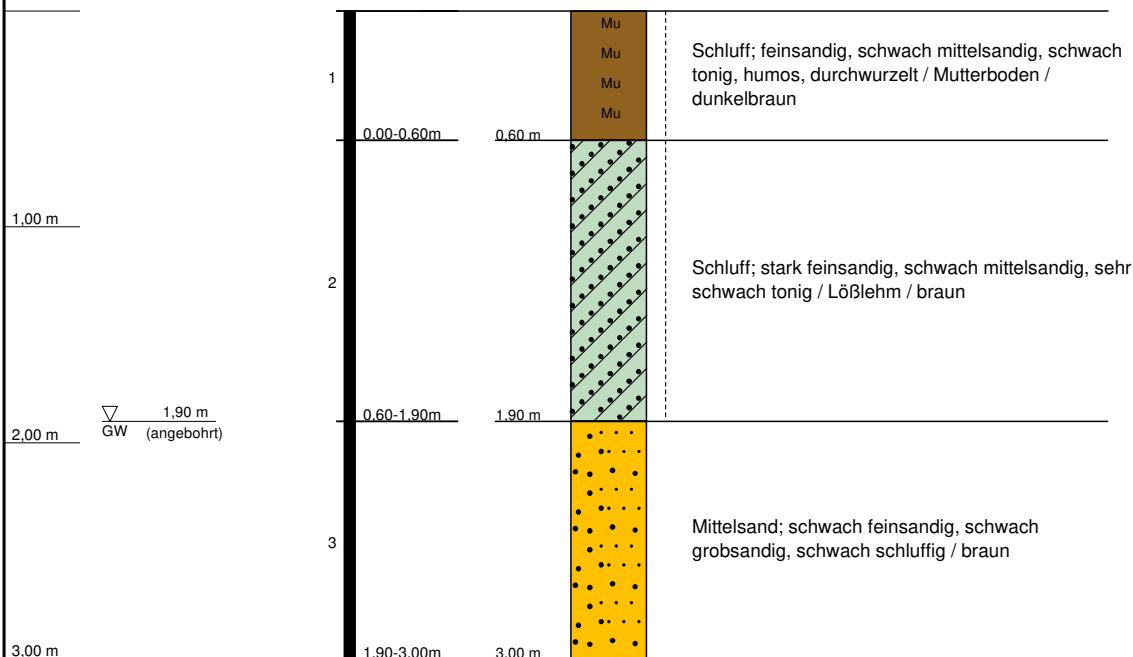 Mu
Mu
Mu
Mu
1
Schluff; feinsandig, schwach mittelsandig, schwach
tonig, humos, durchwurzelt / Mutterboden /
dunkelbraun
0,00-0,60m
0,60 m
1,00 m
2
Schluff; stark feinsandig, schwach mittelsandig, sehr
schwach tonig / Lößlehm / braun
1,90 m
GW (angebohrt)
0,60-1,90m
1,90 m
2,00 m
3
Mittelsand; schwach feinsandig, schwach
grobsandig, schwach schluffig / braun
3,00 m
1,90-3,00m
3,00 m